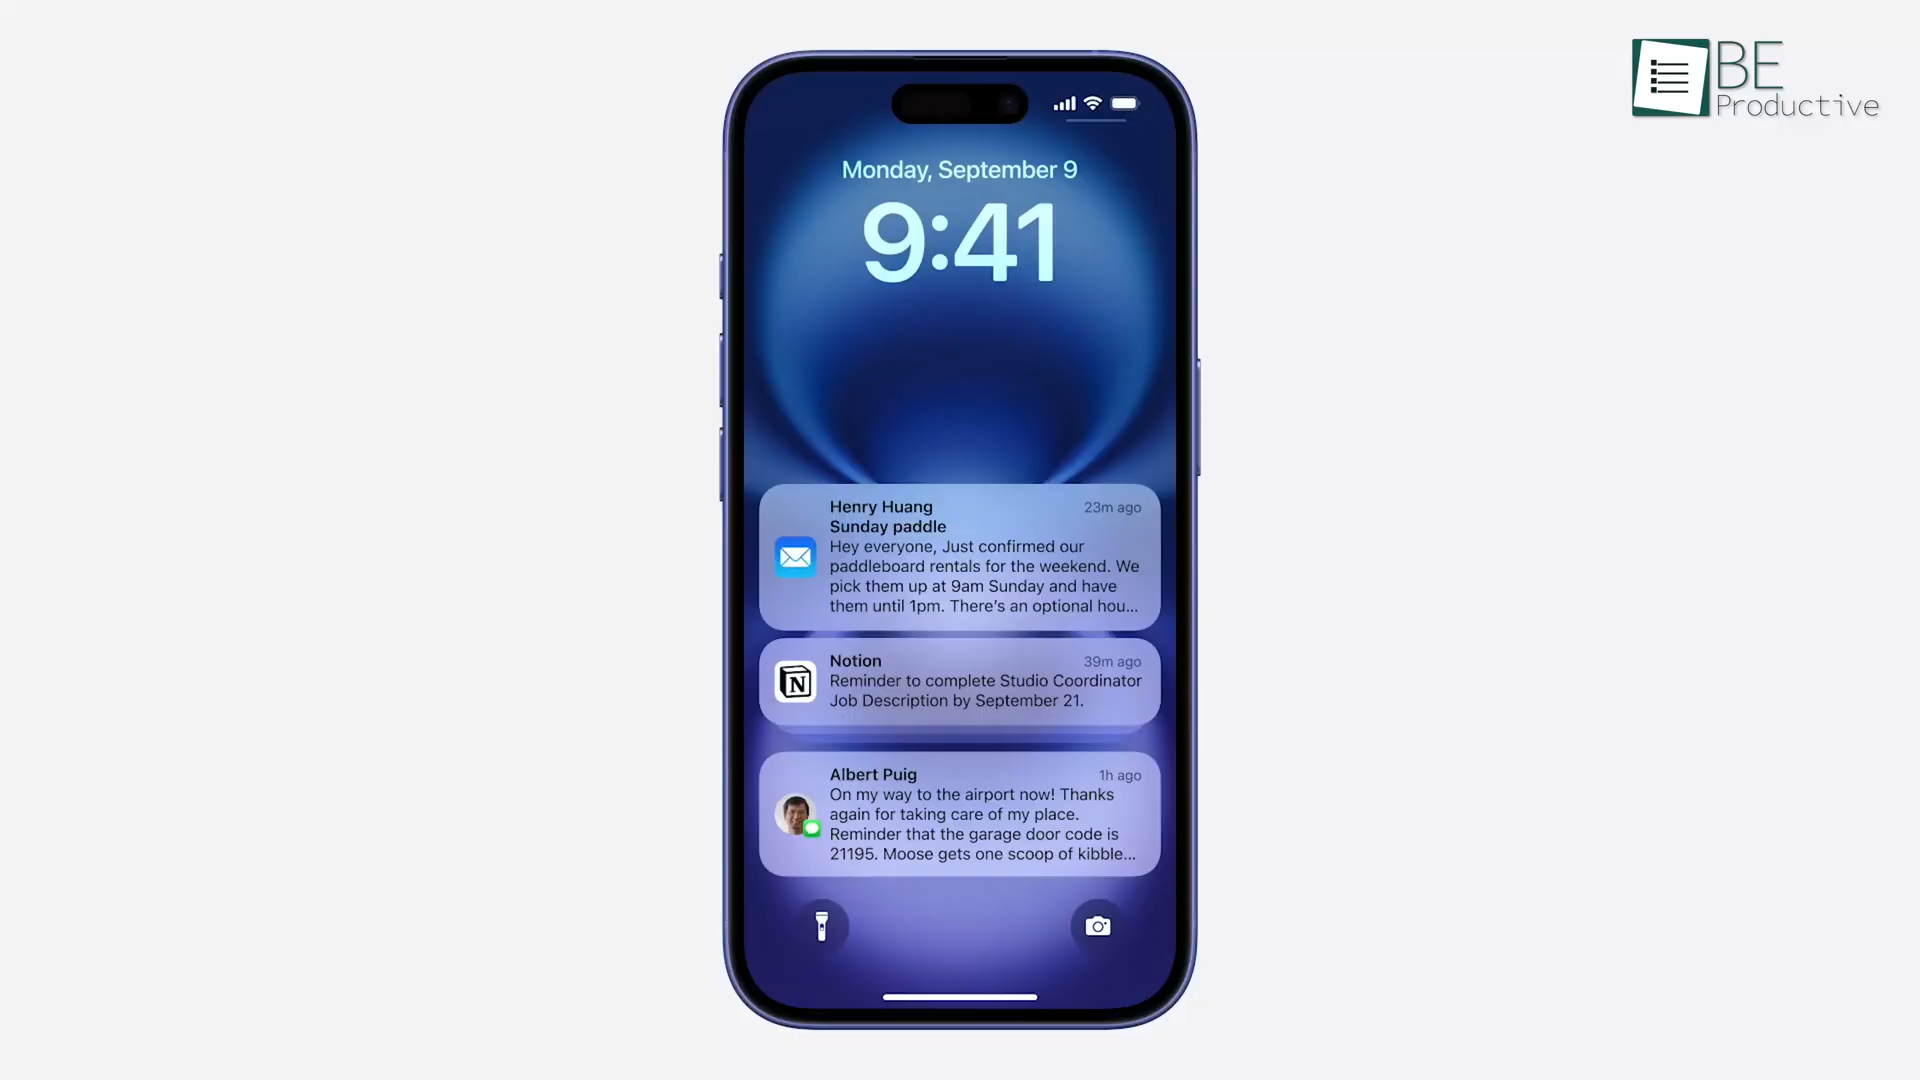 BE
Productive
Monday, September 9
9:41
Henry Huang 23m ago
Sunday paddle
Hey everyone, Just confirmed our
paddleboard rentals for the weekend. We
pick them up at 9am Sunday and have
them until 1pm. There's an optional hou...
Notion 39m ago
Reminder to complete Studio Coordinator
Job Description by September 21.
Albert Puig 1h ago
On my way to the airport now! Thanks
again for taking care of my place.
Reminder that the garage door code is
21195. Moose gets one scoop of kibble...